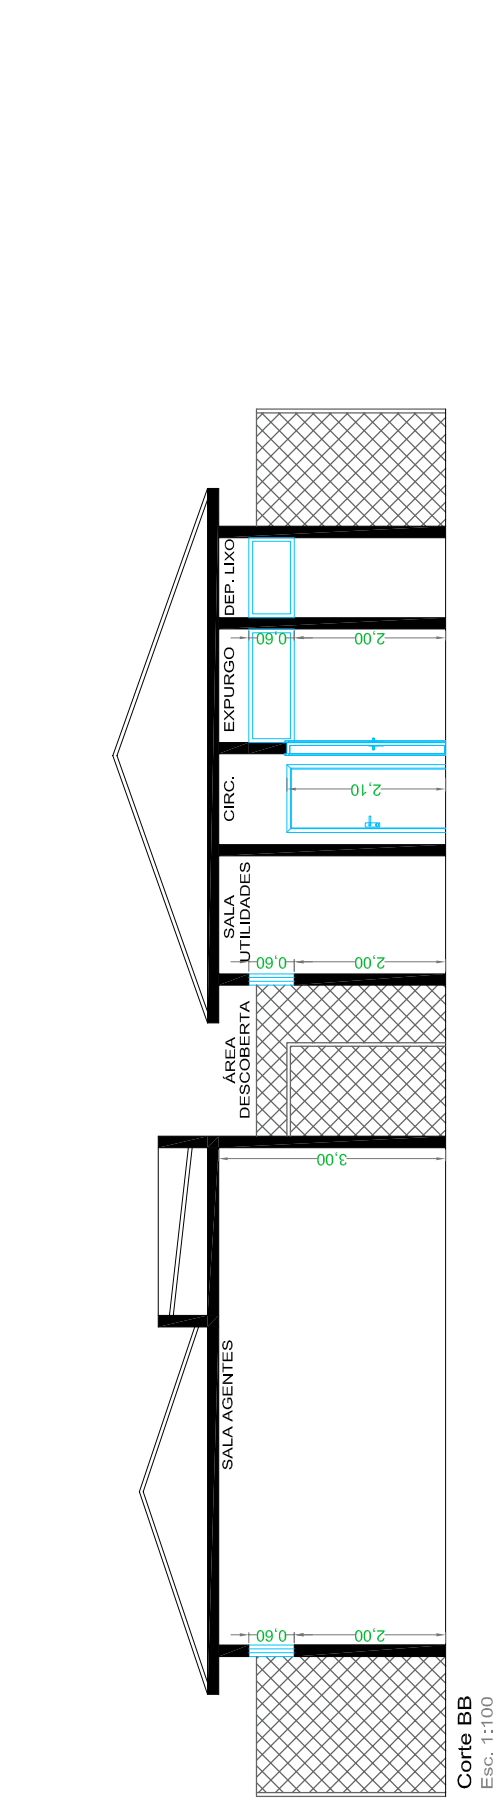 SALA AGENTES
ÁREA
DESCOBERTA
SALA
UTILIDADES
CIRC.
EXPURGO
DEP. LIXO
0,60
2,00
3,00
0,60
2,00
2,10
0,60
2,00
Corte BB
Esc. 1:100